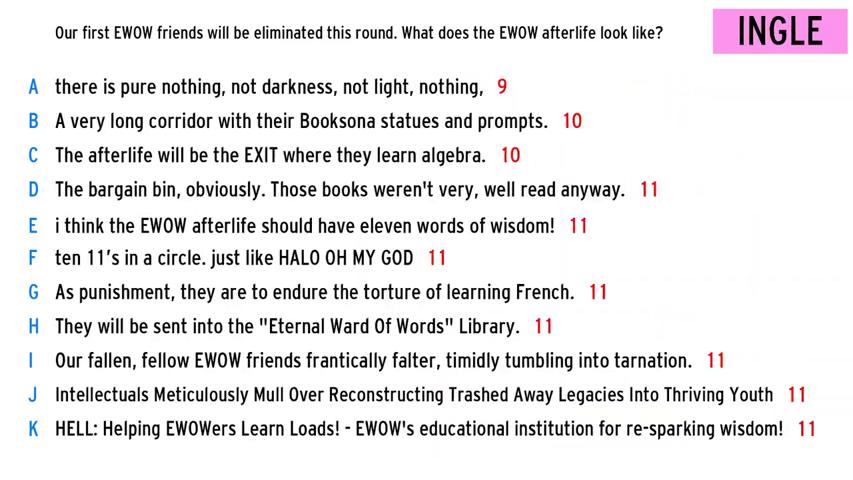 Our first EWOW friends will be eliminated this round. What does the EWOW afterlife look like?
INGLE
A there is pure nothing, not darkness, not light, nothing, 9
B A very long corridor with their Booksona statues and prompts. 10
C The afterlife will be the EXIT where they learn algebra. 10
D The bargain bin, obviously. Those books weren't very, well read anyway. 11
E i think the EWOW afterlife should have eleven words of wisdom! 11
F ten 11's in a circle. just like HALO OH MY GOD 11
G As punishment, they are to endure the torture of learning French. 11
H They will be sent into the "Eternal Ward Of Words" Library. 11
I Our fallen, fellow EWOW friends frantically falter, timidly tumbling into tarnation. 11
J Intellectuals Meticulously Mull Over Reconstructing Trashed Away Legacies Into Thriving Youth 11
K HELL: Helping EWOWers Learn Loads! - EWOW's educational institution for re-sparking wisdom! 11